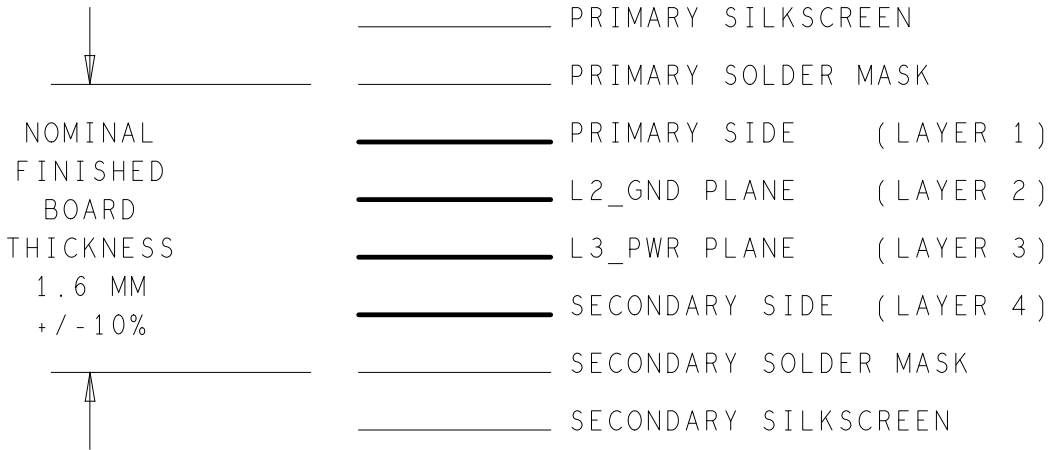 PRIMARY SILKSCREEN
PRIMARY SOLDER MASK
PRIMARY SIDE (LAYER 1)
L2_GND PLANE (LAYER 2)
L3_PWR PLANE (LAYER 3)
SECONDARY SIDE (LAYER 4)
SECONDARY SOLDER MASK
SECONDARY SILKSCREEN
NOMINAL
FINISHED
BOARD
THICKNESS
1.6 MM
+/-10%